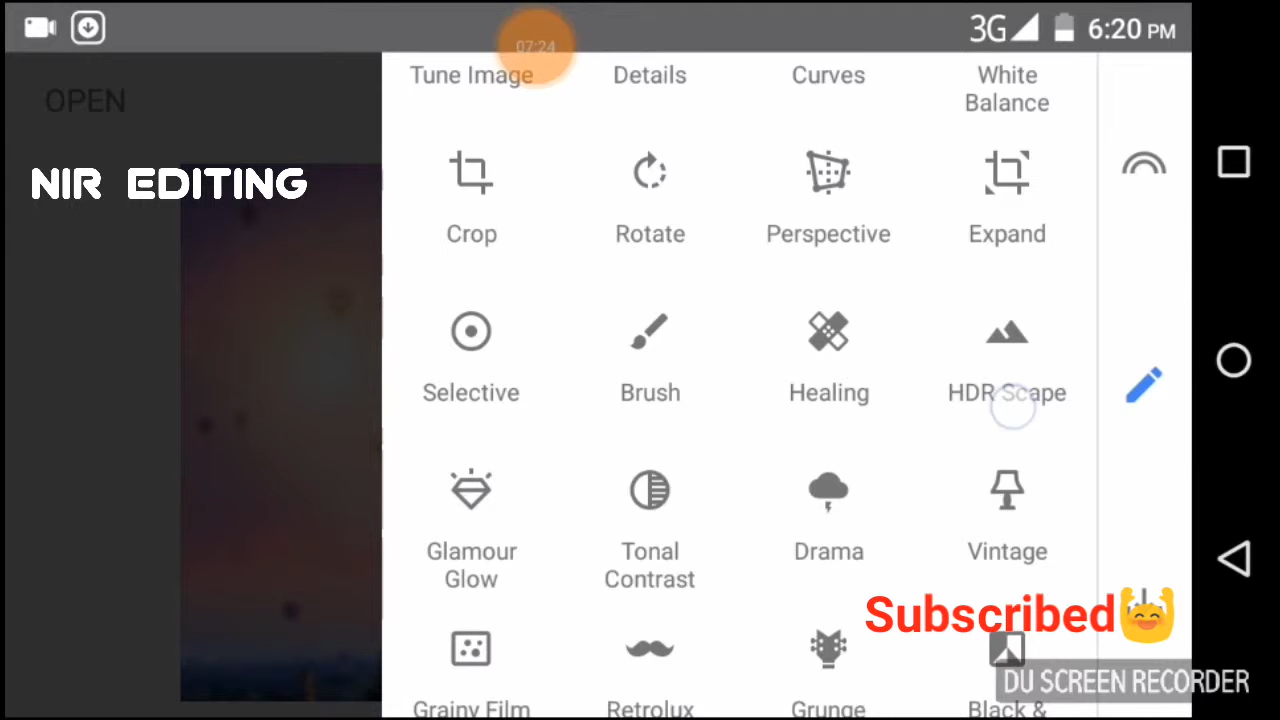 3G 6:20 PM
07:24
OPEN
NIR EDITING
Tune Image
Details
Curves
White
Balance
Crop
Rotate
Perspective
Expand
Selective
Brush
Healing
HDR Scape
Glamour
Glow
Tonal
Contrast
Drama
Vintage
Subscribed
Grainy Film
Retrolux
Grunge
Black &
DU SCREEN RECORDER